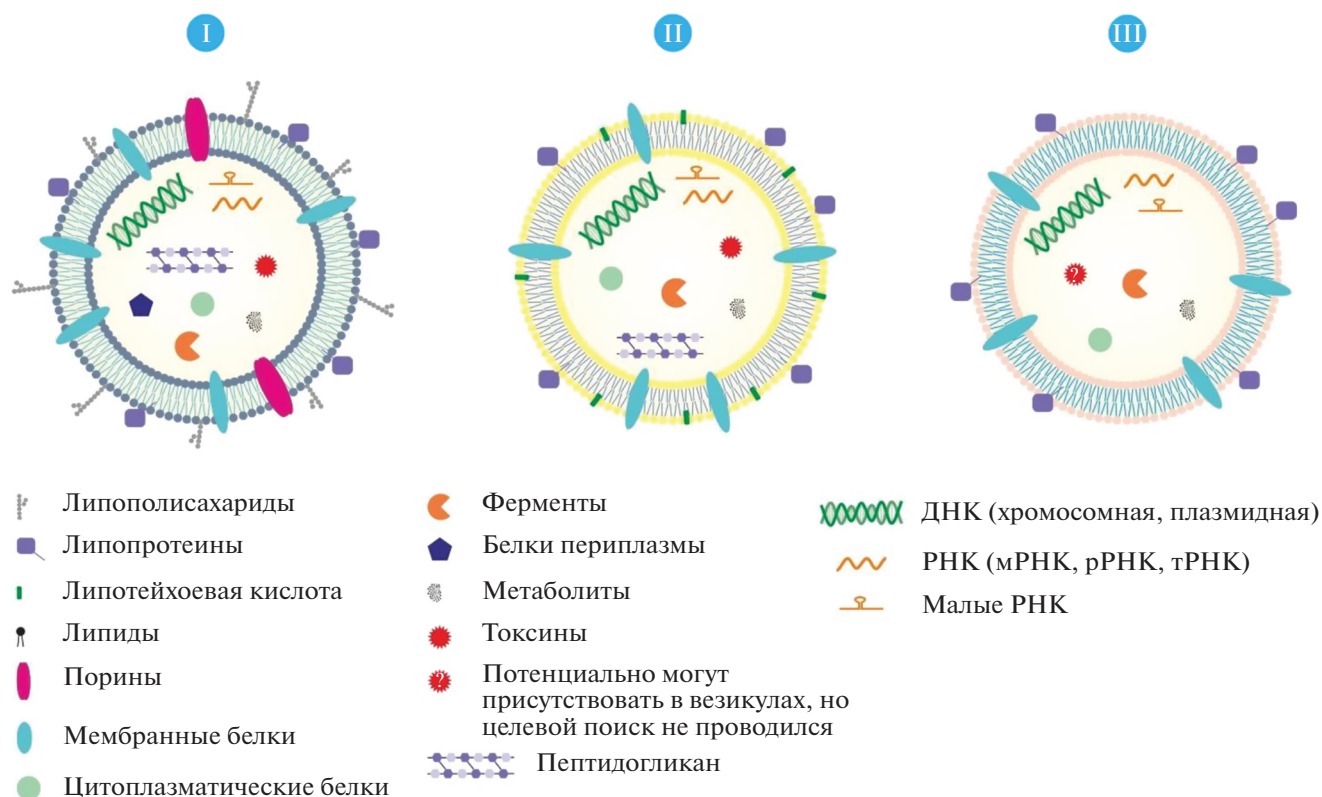 I
II
III
?
Липополисахариды
Липопротеины
Липотейхоевая кислота
Липиды
Порины
Мембранные белки
Цитоплазматические белки
Ферменты
Белки периплазмы
Метаболиты
Токсины
?
Потенциально могут
присутствовать в везикулах, но
целевой поиск не проводился
Пептидогликан
ДНК (хромосомная, плазмидная)
РНК (мРНК, рРНК, тРНК)
Малые РНК